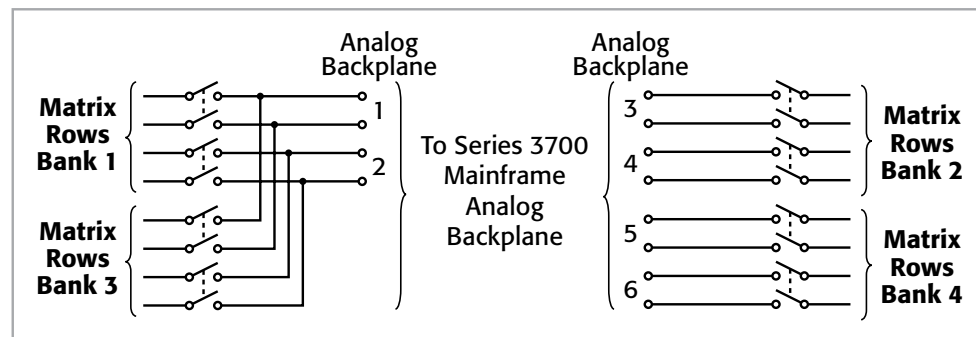 Analog
Backplane
1
2
Matrix
Rows
Bank 1
Matrix
Rows
Bank 3
To Series 3700
Mainframe
Analog
Backplane
Analog
Backplane
3
4
5
6
Matrix
Rows
Bank 2
Matrix
Rows
Bank 4